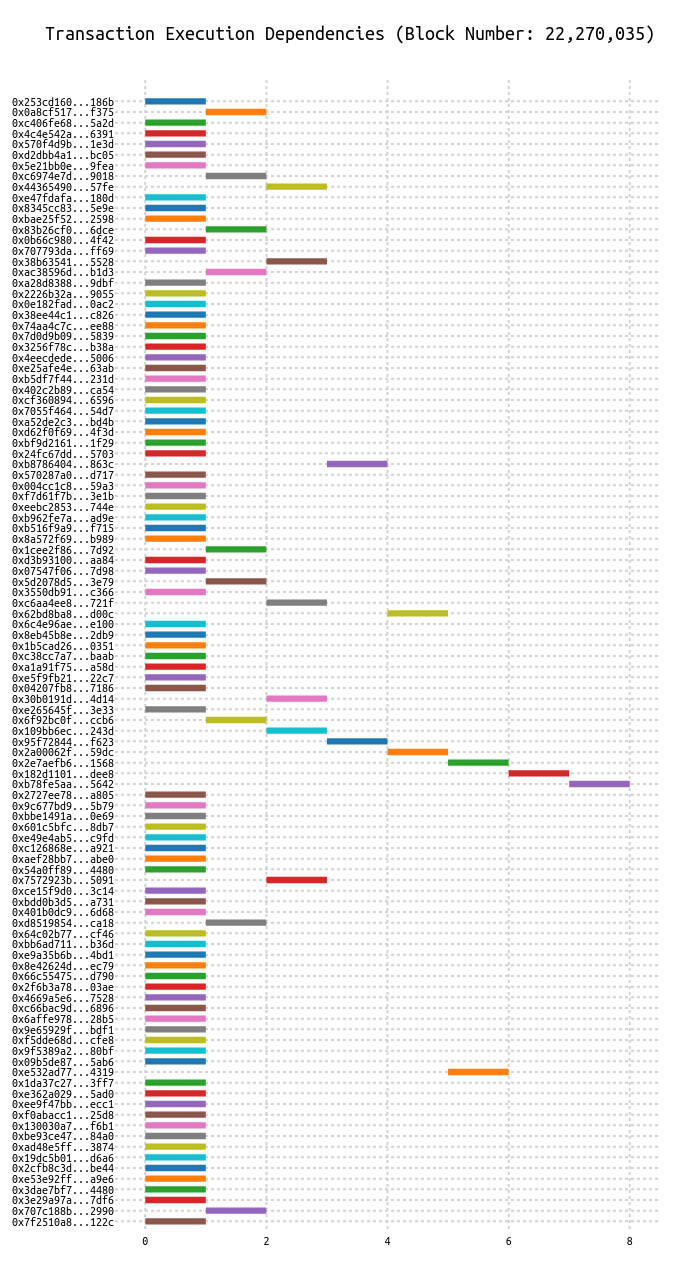 Transaction Execution Dependencies (Block Number: 22,270,035)
0x253cd160...186b
0x0a8cf517...f375
0xc406fe68...5a2d
0x4c4e542a...6391
0x570f4d9b...1e3d
0xd2dbb4a1...bc05
0x5e21bb0e...9fea
0xc6974e7d...9018
0x44365490...57fe
0xe47fdafa...180d
0x8345cc83...5e9e
0xbae25f52...2598
0x83b26cf0...6dce
0x0b66c980...4f42
0x707793da...ff69
0x38b63541...5528
0xac38596d...b1d3
0xa28d8388...9dbf
0x2226b32a...9055
0x0e182fad...0ac2
0x38ee44c1...c826
0x74aa4c7c...ee88
0x7d0d9b09...5839
0x3256f78c...b38a
0x4eecdede...5006
0xe25afe4e...63ab
0xb5df7f44...231d
0x402c2b89...ca54
0xcf360894...6596
0x7055f464...54d7
0xa52de2c3...bd4b
0xd62f0f69...4f3d
0xbf9d2161...1f29
0x24fc67dd...5703
0xb8786404...863c
0x570287a0...d717
0x004cc1c8...59a3
0xf7d61f7b...3e1b
0xeebc2853...744e
0xb962fe7a...ad9e
0xb516f9a9...f715
0x8a572f69...b989
0x1cee2f86...7d92
0xd3b93100...aa84
0x07547f06...7d98
0x5d2078d5...3e79
0x3550db91...c366
0xc6aa4ee8...721f
0x62bd8ba8...d00c
0x6c4e96ae...e100
0x8eb45b8e...2db9
0x1b5cad26...0351
0xc38cc7a7...baab
0xa1a91f75...a58d
0xe5f9fb21...22c7
0x04207fb8...7186
0x30b0191d...4d14
0xe265645f...3e33
0x6f92bc0f...ccb6
0x109bb6ec...243d
0x95f72844...f623
0x2a00062f...59dc
0x2e7aefb6...1568
0x182d1101...dee8
0xb78fe5aa...5642
0x2727ee78...a805
0x9c677bd9...5b79
0xbbe1491a...0e69
0x601c5bfc...8db7
0xe49e4ab5...c9fd
0xc126868e...a921
0xaef28bb7...abe0
0x54a0ff89...4480
0x7572923b...5091
0xce15f9d0...3c14
0xbdd0b3d5...a731
0x401b0dc9...6d68
0xd8519854...ca18
0x64c02b77...cf46
0xbb6ad711...b36d
0xe9a35b6b...4bd1
0x8e42624d...ec79
0x66c55475...d790
0x2f6b3a78...03ae
0x4669a5e6...7528
0xc66bac9d...6896
0x6affe978...28b5
0x9e65929f...bdf1
0xf5dde68d...cfe8
0x9f5389a2...80bf
0x09b5de87...5ab6
0xe532ad77...4319
0x1da37c27...3ff7
0xe362a029...5ad0
0xee9f47bb...ecc1
0xf0abacc1...25d8
0x130030a7...f6b1
0xbe93ce47...84a0
0xad48e5ff...3874
0x19dc5b01...d6a6
0x2cfb8c3d...be44
0xe53e92ff...a9e6
0x3dae7bf7...4480
0x3e29a97a...7df6
0x707c188b...2990
0x7f2510a8...122c
0 2 4 6 8